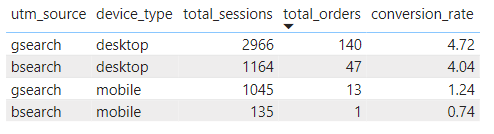 utm_source device_type total_sessions total_orders conversion_rate
gsearch desktop 2966 140 4.72
bsearch desktop 1164 47 4.04
gsearch mobile 1045 13 1.24
bsearch mobile 135 1 0.74